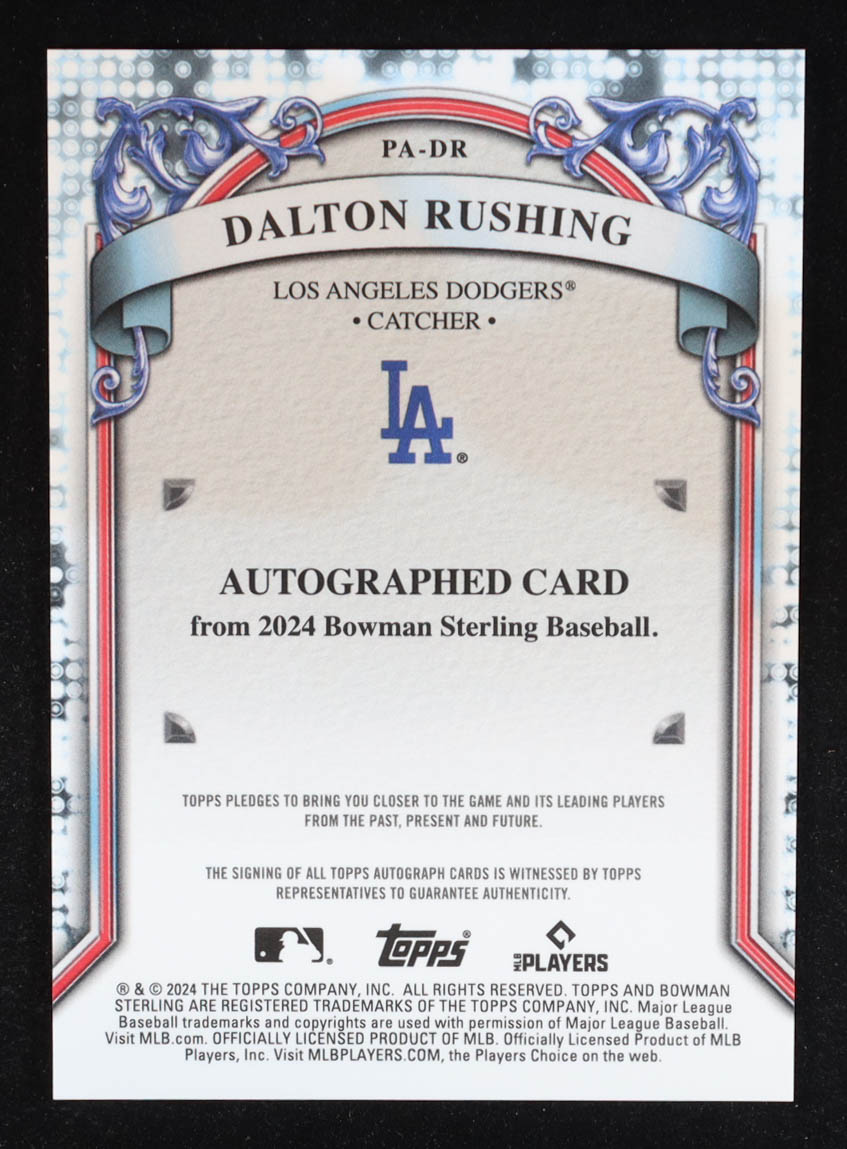 PA-DR
DALTON RUSHING
LOS ANGELES DODGERS®
• CATCHER •
LA®
AUTOGRAPHED CARD
from 2024 Bowman Sterling Baseball.
TOPPS PLEDGES TO BRING YOU CLOSER TO THE GAME AND ITS LEADING PLAYERS
FROM THE PAST, PRESENT AND FUTURE.
THE SIGNING OF ALL TOPPS AUTOGRAPH CARDS IS WITNESSED BY TOPPS
REPRESENTATIVES TO GUARANTEE AUTHENTICITY.
® topps® MLB PLAYERS
® & © 2024 THE TOPPS COMPANY, INC. ALL RIGHTS RESERVED. TOPPS AND BOWMAN
STERLING ARE REGISTERED TRADEMARKS OF THE TOPPS COMPANY, INC. Major League
Baseball trademarks and copyrights are used with permission of Major League Baseball.
Visit MLB.com. OFFICIALLY LICENSED PRODUCT OF MLB. Officially Licensed Product of MLB
Players, Inc. Visit MLBPLAYERS.COM, the Players Choice on the web.